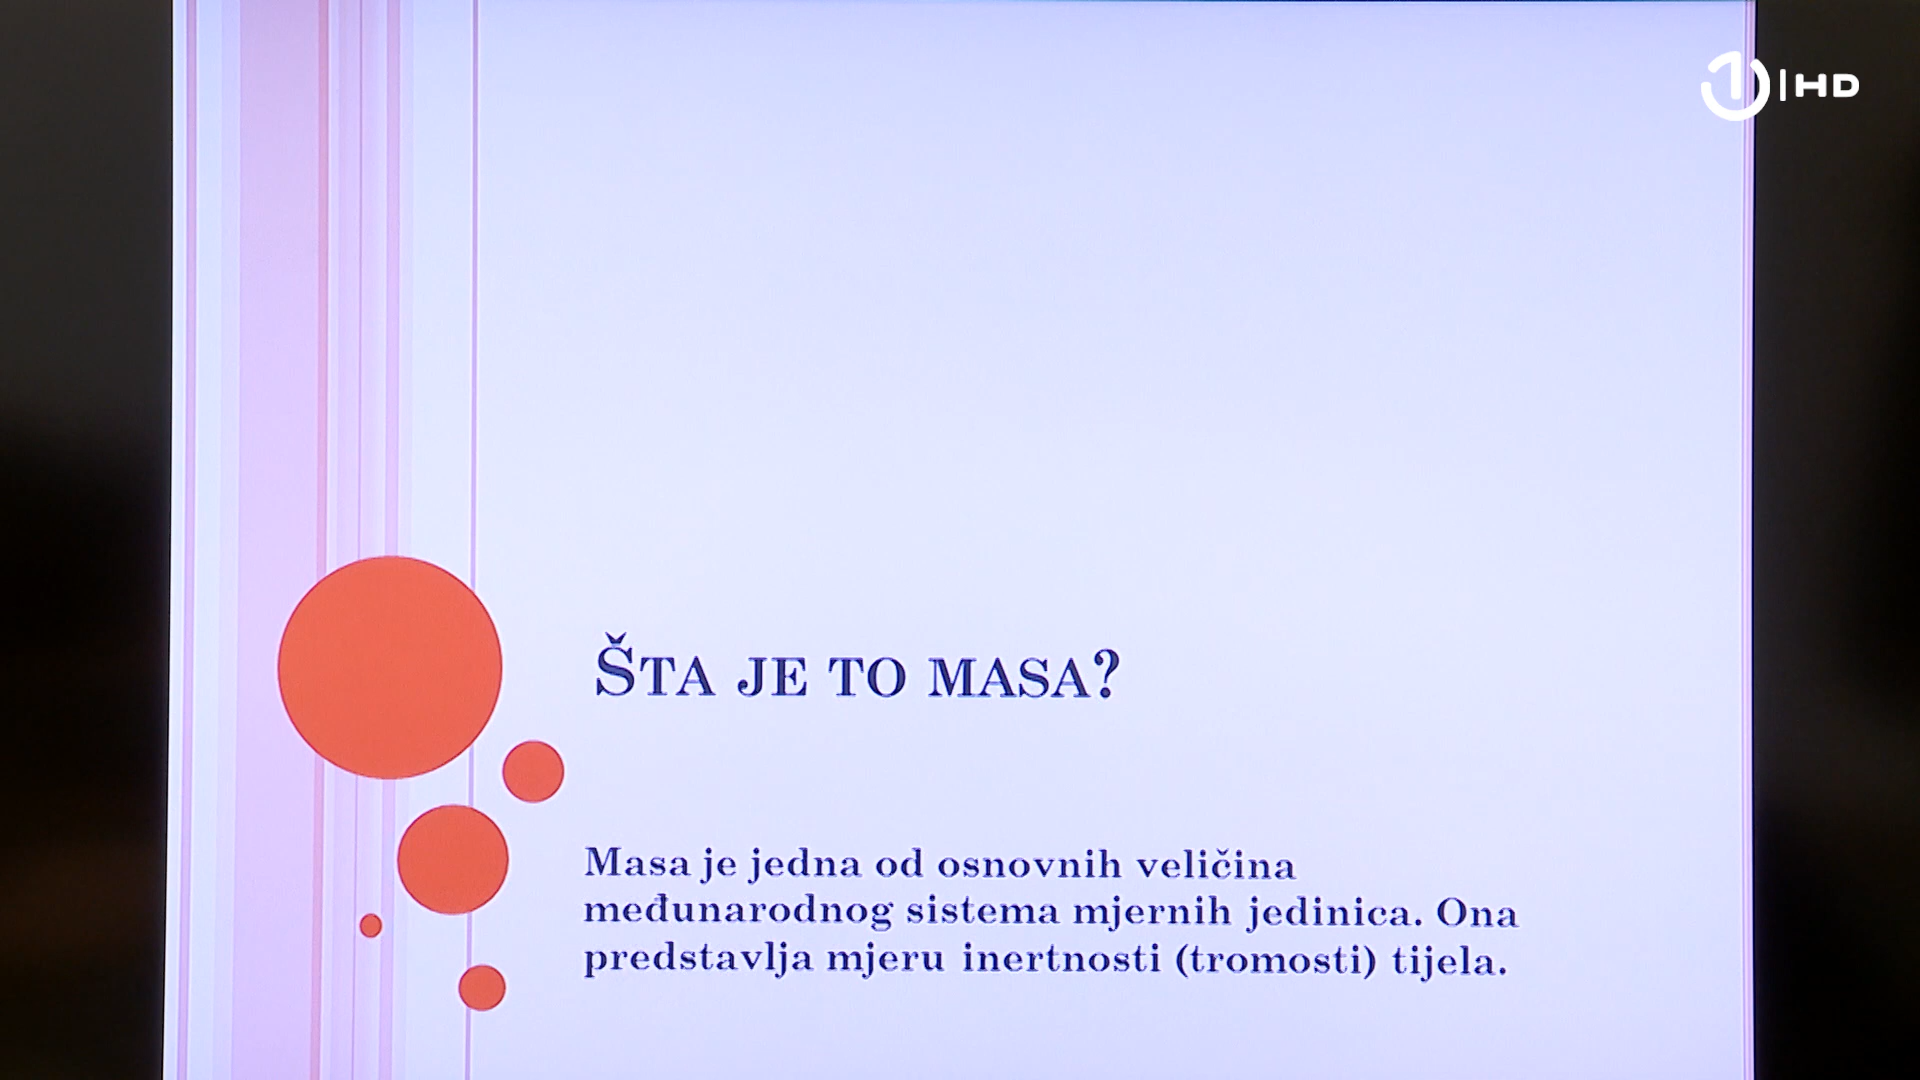 1 | HD
Šta je to masa?
Masa je jedna od osnovnih veličina
međunarodnog sistema mjernih jedinica. Ona
predstavlja mjeru inertnosti (tromosti) tijela.